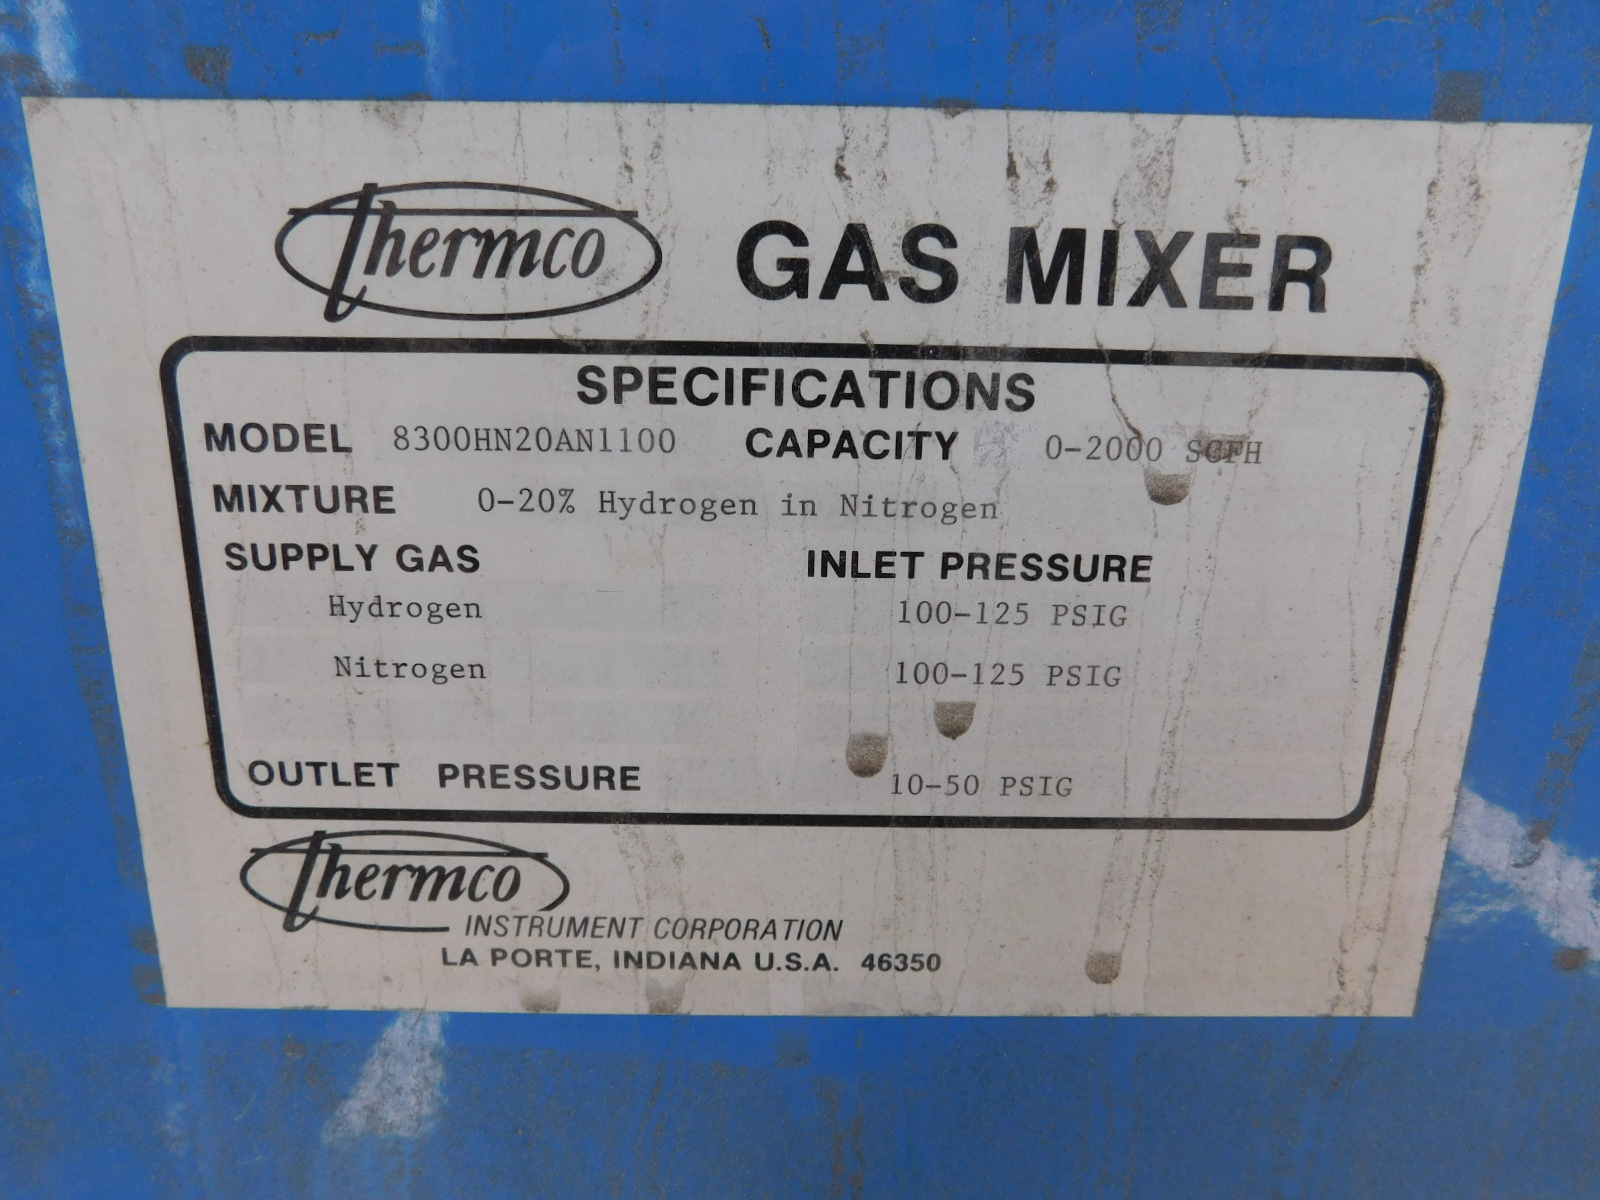 Thermco GAS MIXER
SPECIFICATIONS
MODEL 8300HN20AN1100 CAPACITY 0-2000 SCFH
MIXTURE 0-20% Hydrogen in Nitrogen
SUPPLY GAS INLET PRESSURE
Hydrogen 100-125 PSIG
Nitrogen 100-125 PSIG
OUTLET PRESSURE 10-50 PSIG
Thermco
INSTRUMENT CORPORATION
LA PORTE, INDIANA U.S.A. 46350